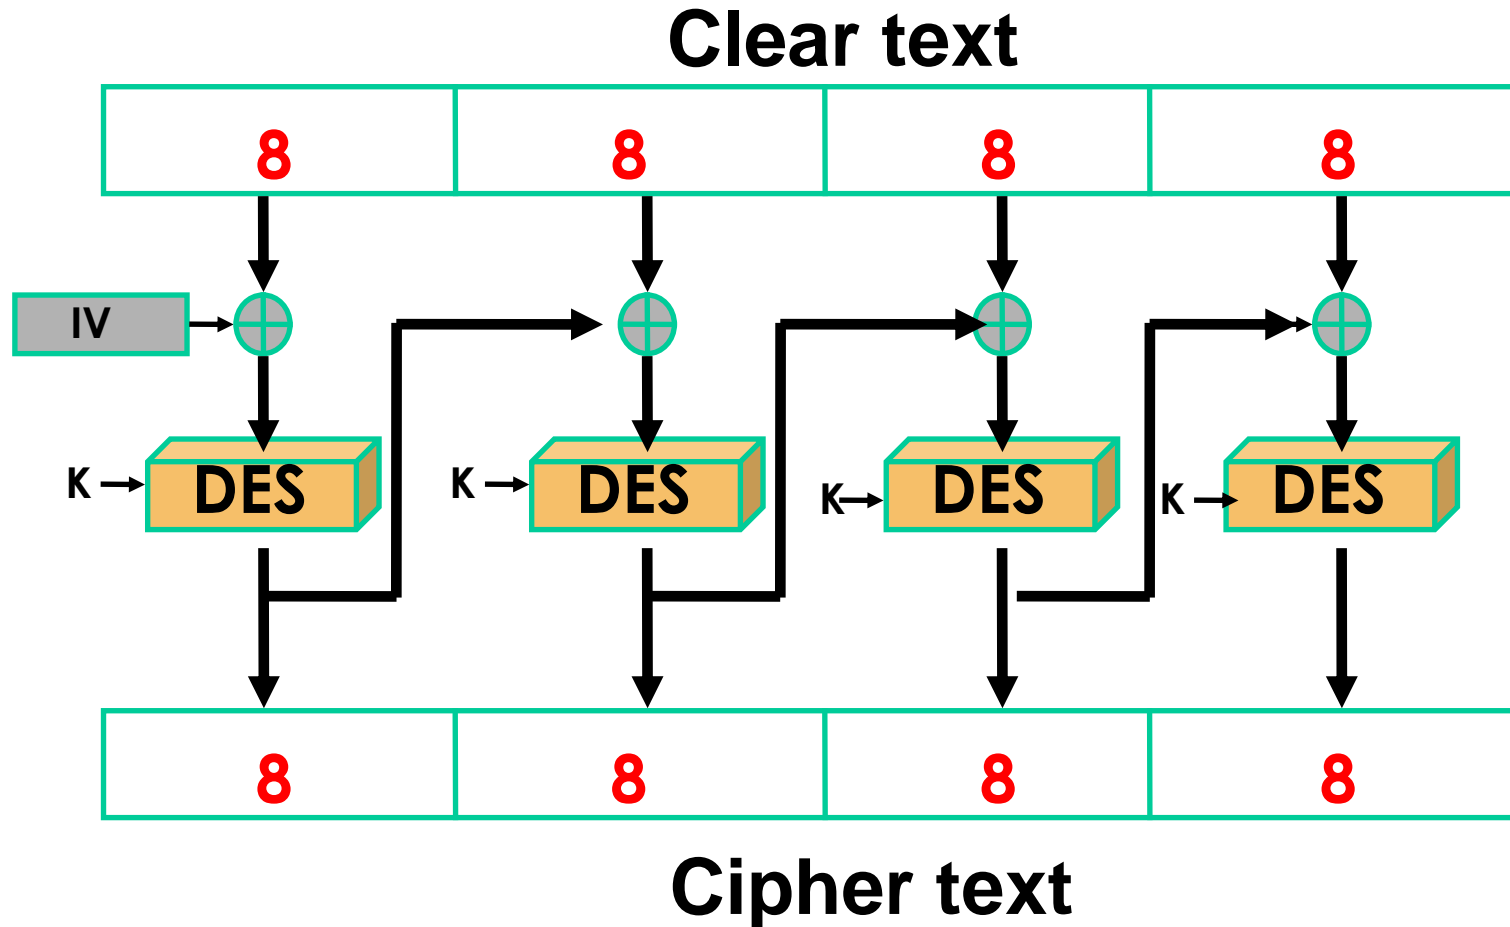 Clear text
8 8 8 8
IV
K DES K DES K DES K DES
8 8 8 8
Cipher text